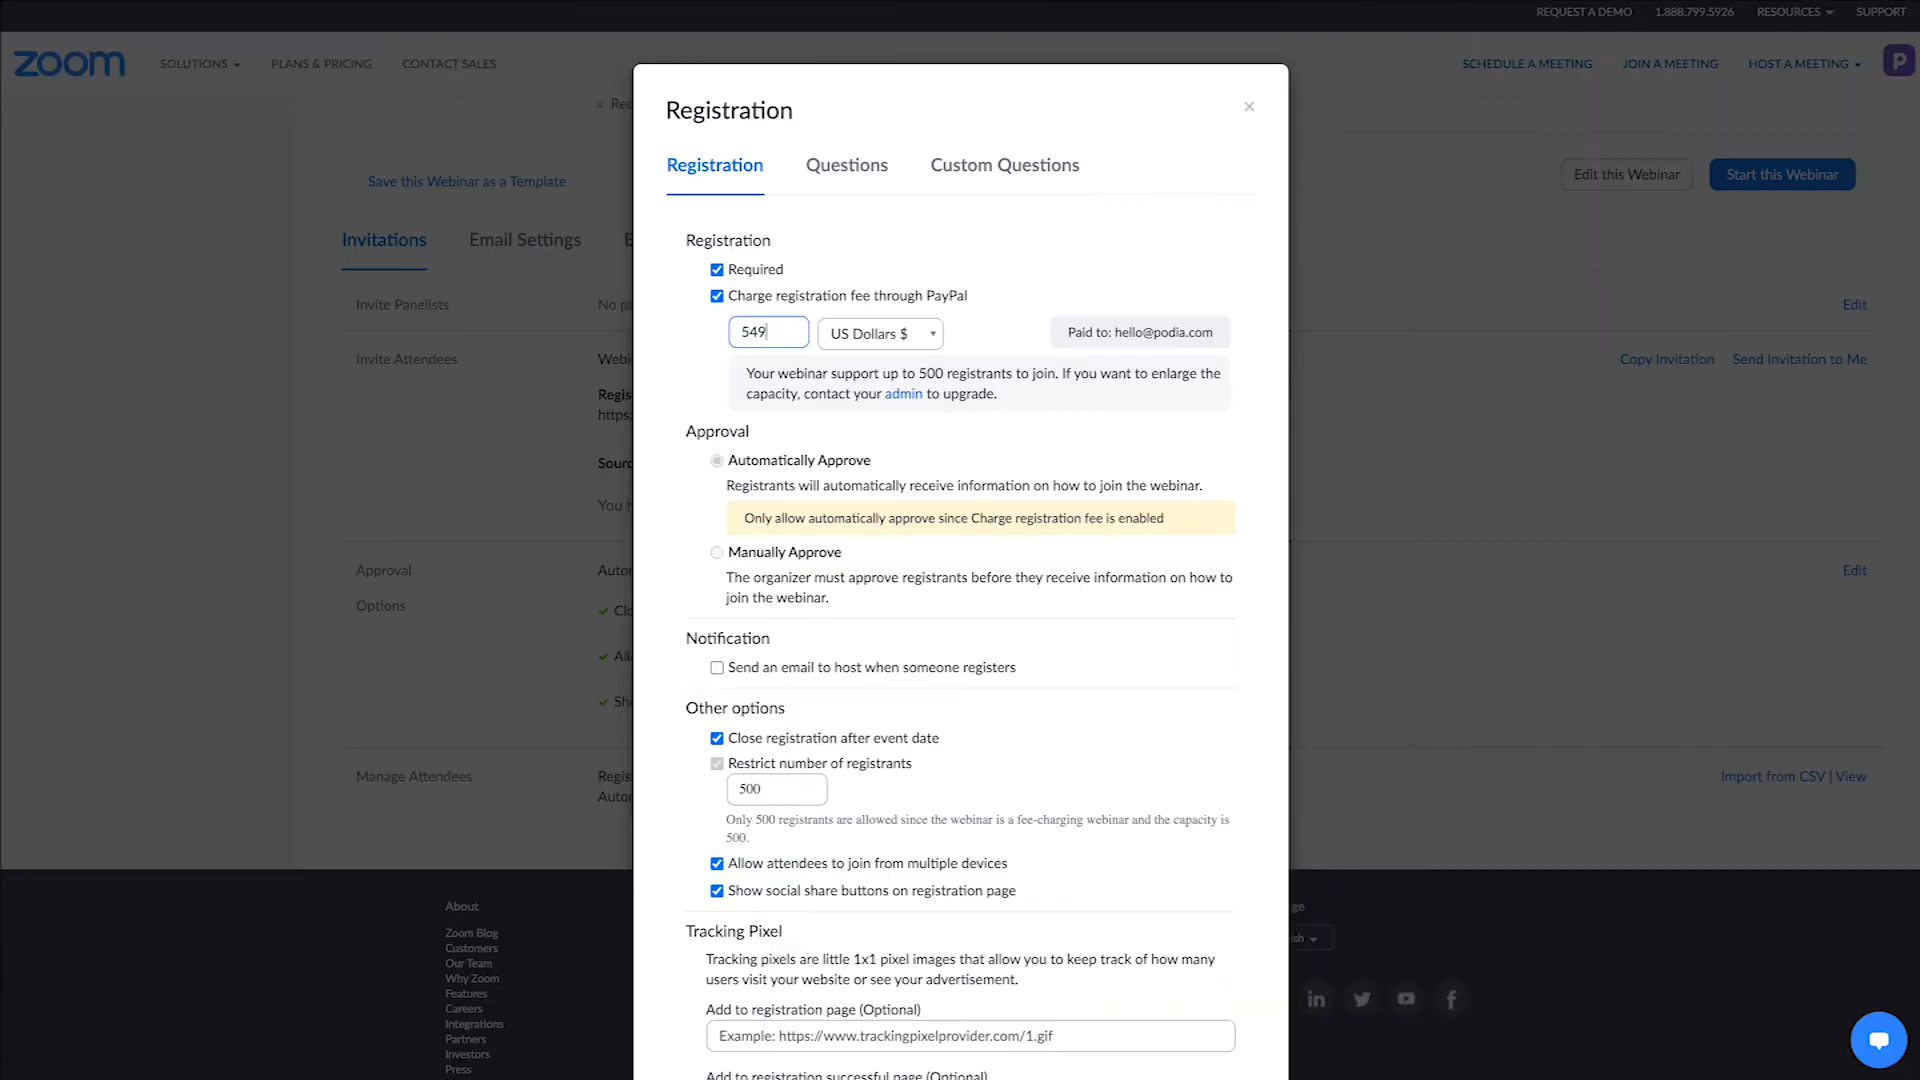 REQUEST A DEMO 1.888.799.5926 RESOURCES SUPPORT
zoom SOLUTIONS PLANS & PRICING CONTACT SALES SCHEDULE A MEETING JOIN A MEETING HOST A MEETING
Registration
Registration Questions Custom Questions
Save this Webinar as a Template Edit this Webinar Start this Webinar
Invitations Email Settings
Registration
Required
Charge registration fee through PayPal
Invite Panelists No Edit
549 US Dollars $ Paid to: hello@podia.com
Invite Attendees Copy Invitation Send Invitation to Me
Your webinar support up to 500 registrants to join. If you want to enlarge the
capacity, contact your admin to upgrade.
https:
Approval
Automatically Approve
Registrants will automatically receive information on how to join the webinar.
You
Only allow automatically approve since Charge registration fee is enabled
Manually Approve
Approval Edit
The organizer must approve registrants before they receive information on how to
join the webinar.
Options
Notification
Send an email to host when someone registers
Other options
Close registration after event date
Restrict number of registrants
Manage Attendees Import from CSV | View
500
Only 500 registrants are allowed since the webinar is a fee-charging webinar and the capacity is
500.
Allow attendees to join from multiple devices
Show social share buttons on registration page
About
Zoom Blog
Customers
Our Team
Why Zoom
Features
Careers
Integrations
Partners
Investors
Press
Tracking Pixel
Tracking pixels are little 1x1 pixel images that allow you to keep track of how many
users visit your website or see your advertisement.
Add to registration page (Optional)
Example: https://www.trackingpixelprovider.com/1.gif
Add to registration successful page (Optional)